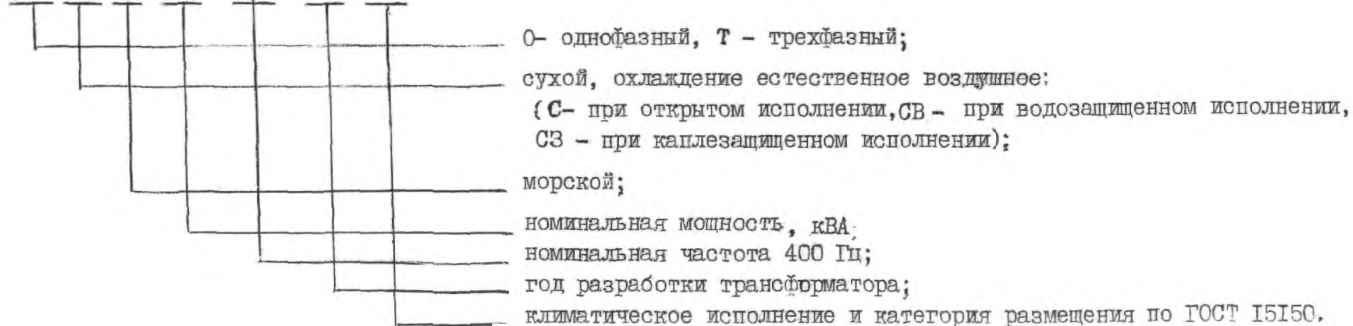 О- однофазный, Т - трехфазный;
сухой, охлаждение естественное воздушное:
(С- при открытом исполнении,СВ - при водозащищенном исполнении,
СЗ - при каплезащищенном исполнении);
морской;
номинальная мощность, кВА;
номинальная частота 400 Гц;
год разработки трансформатора;
климатическое исполнение и категория размещения по ГОСТ I5I50.